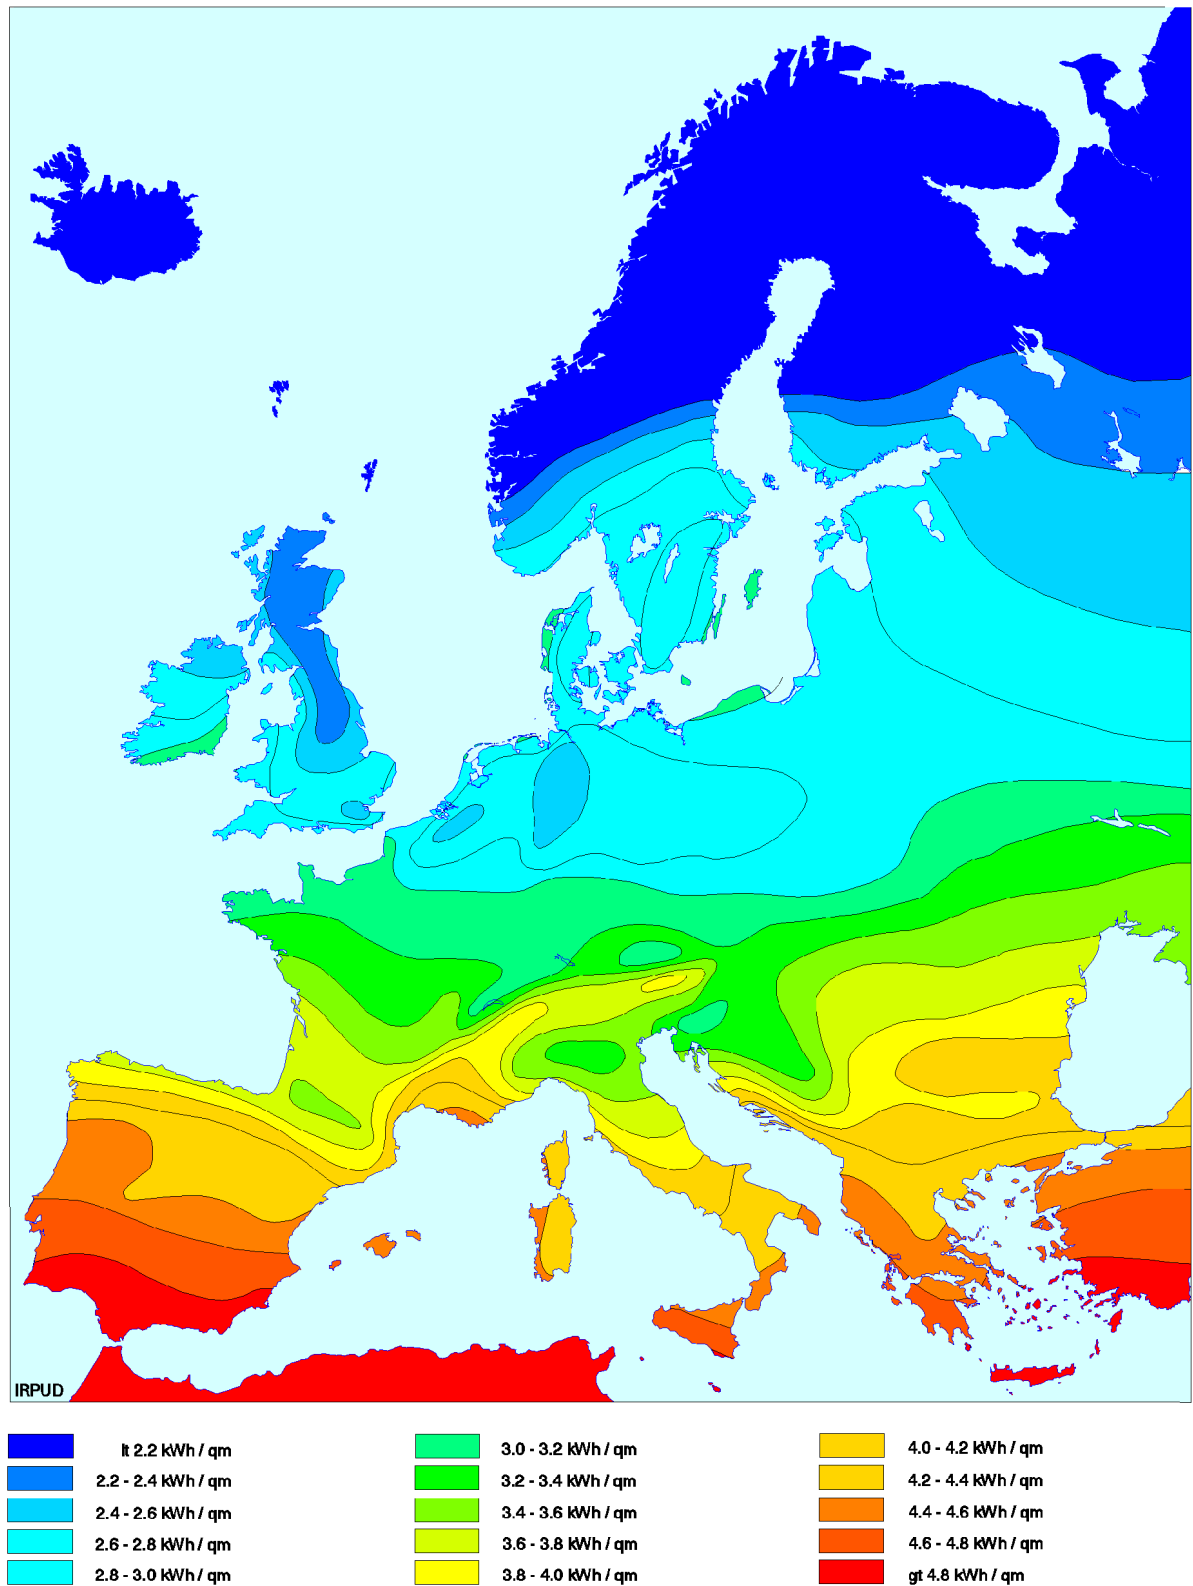 IRPUD
lt 2.2 kWh / qm
2.2 - 2.4 kWh / qm
2.4 - 2.6 kWh / qm
2.6 - 2.8 kWh / qm
2.8 - 3.0 kWh / qm
3.0 - 3.2 kWh / qm
3.2 - 3.4 kWh / qm
3.4 - 3.6 kWh / qm
3.6 - 3.8 kWh / qm
3.8 - 4.0 kWh / qm
4.0 - 4.2 kWh / qm
4.2 - 4.4 kWh / qm
4.4 - 4.6 kWh / qm
4.6 - 4.8 kWh / qm
gt 4.8 kWh / qm